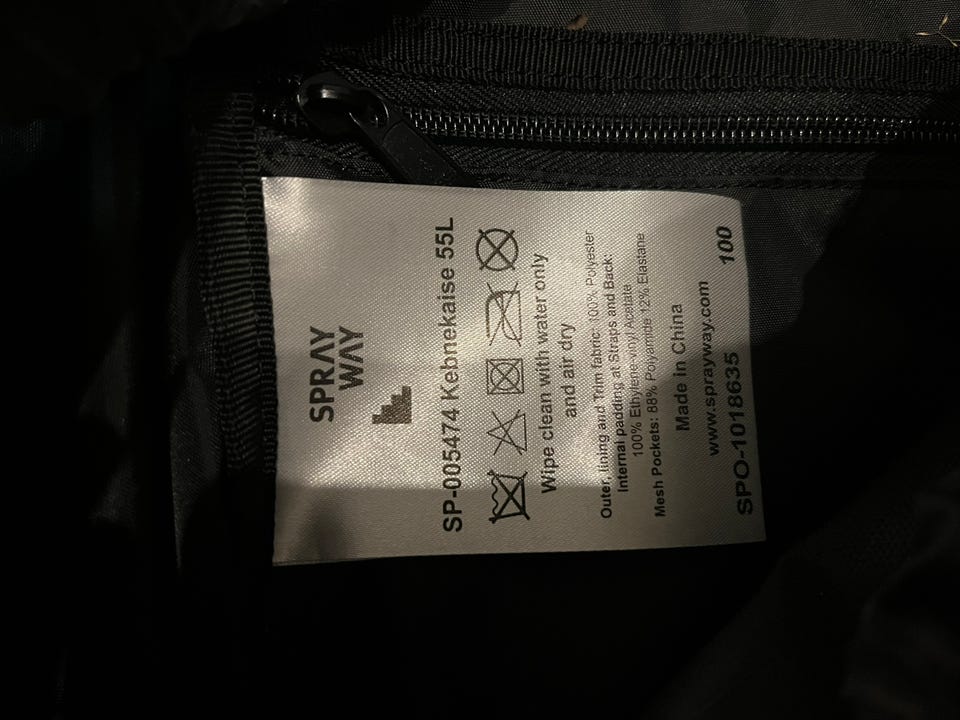 SPRAY
WAY
SP-005474 Kebnekaise 55L
Wipe clean with water only
and air dry
Outer, lining and Trim fabric: 100% Polyester
Internal padding at Straps and Back:
100% Ethylene-vinyl Acetate
Mesh Pockets: 88% Polyamide 12% Elastane
Made in China
www.sprayway.com
SPO-1018635 100